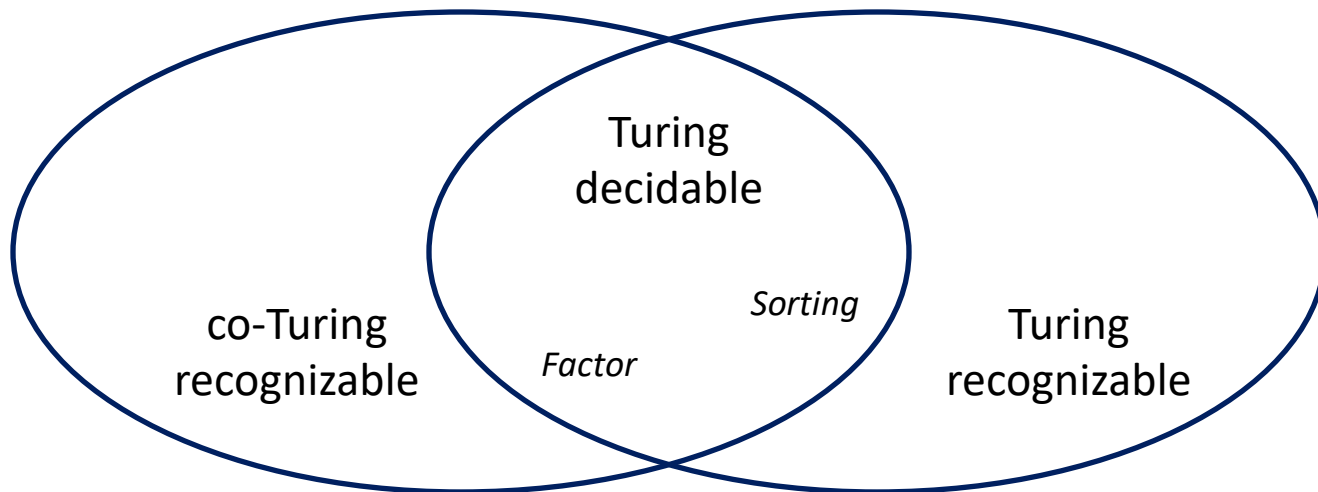 Turing
decidable
Sorting
co-Turing
recognizable
Factor
Turing
recognizable